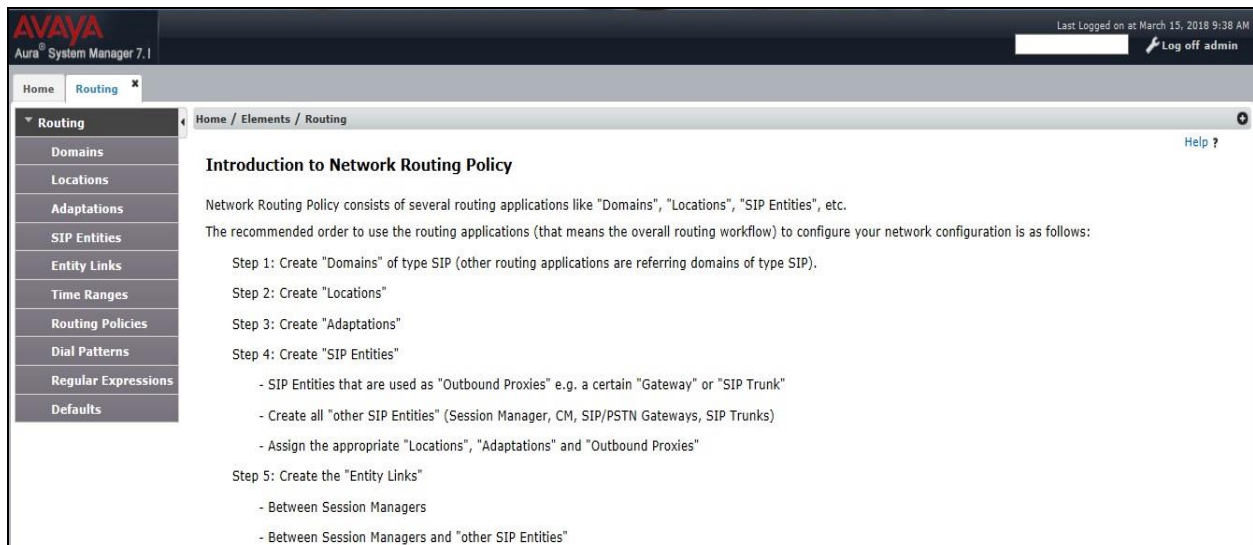 AVAYA
Aura® System Manager 7.1
Last Logged on at March 15, 2018 9:38 AM
Log off admin
Home
Routing ×
Routing
Domains
Locations
Adaptations
SIP Entities
Entity Links
Time Ranges
Routing Policies
Dial Patterns
Regular Expressions
Defaults
Home / Elements / Routing
Help ?
Introduction to Network Routing Policy
Network Routing Policy consists of several routing applications like "Domains", "Locations", "SIP Entities", etc.
The recommended order to use the routing applications (that means the overall routing workflow) to configure your network configuration is as follows:
Step 1: Create "Domains" of type SIP (other routing applications are referring domains of type SIP).
Step 2: Create "Locations"
Step 3: Create "Adaptations"
Step 4: Create "SIP Entities"
- SIP Entities that are used as "Outbound Proxies" e.g. a certain "Gateway" or "SIP Trunk"
- Create all "other SIP Entities" (Session Manager, CM, SIP/PSTN Gateways, SIP Trunks)
- Assign the appropriate "Locations", "Adaptations" and "Outbound Proxies"
Step 5: Create the "Entity Links"
- Between Session Managers
- Between Session Managers and "other SIP Entities"